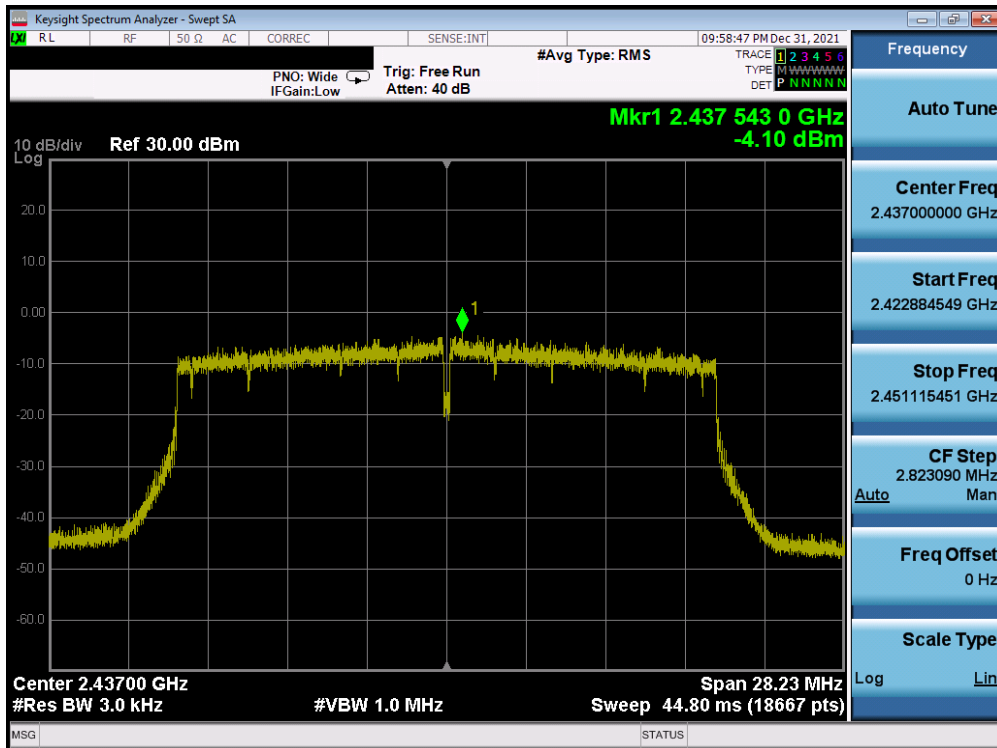 Keysight Spectrum Analyzer - Swept SA
LXI RL RF 50 Ω AC CORREC SENSE:INT 09:58:47 PM Dec 31, 2021
#Avg Type: RMS
TRACE 1 2 3 4 5 6
TYPE M W W W W W
DET P N N N N N
PNO: Wide
IFGain:Low
Trig: Free Run
Atten: 40 dB
Mkr1 2.437 543 0 GHz
-4.10 dBm
10 dB/div
Log
Ref 30.00 dBm
20.0
10.0
0.00
-10.0
-20.0
-30.0
-40.0
-50.0
-60.0
1
Center 2.43700 GHz
#Res BW 3.0 kHz
#VBW 1.0 MHz
Span 28.23 MHz
Sweep 44.80 ms (18667 pts)
MSG
STATUS
Frequency
Auto Tune
Center Freq
2.437000000 GHz
Start Freq
2.422884549 GHz
Stop Freq
2.451115451 GHz
CF Step
2.823090 MHz
Auto Man
Freq Offset
0 Hz
Scale Type
Log Lin